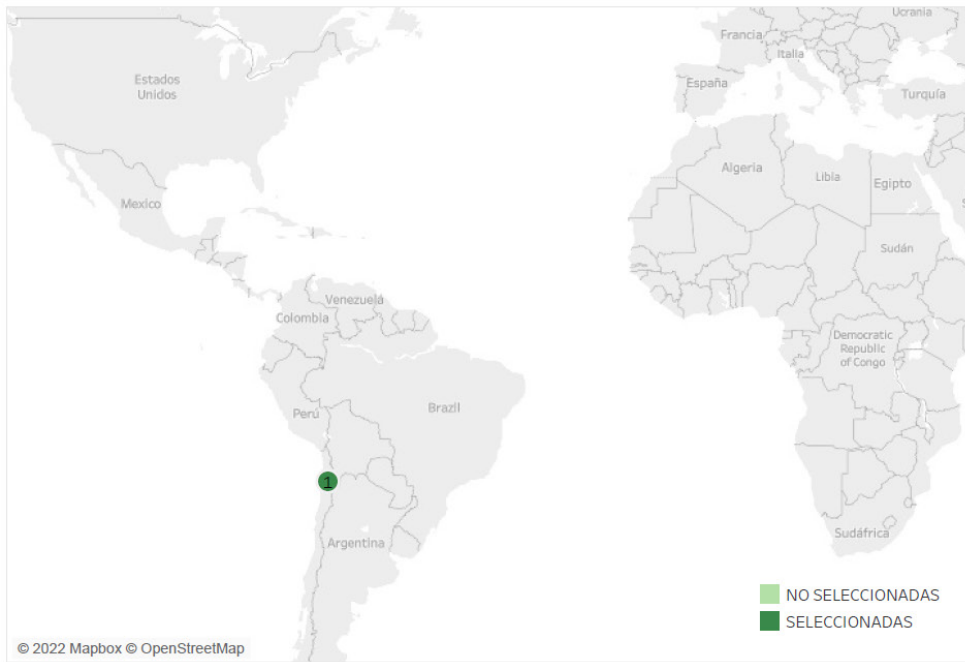 Ucrania
Francia
Italia
España
Turquía
Estados
Unidos
Algeria
Libia
Egipto
Mexico
Sudán
Venezuela
Colombia
Democratic
Republic
of Congo
Perú
Brazil
1
Sudáfrica
Argentina
NO SELECCIONADAS
SELECCIONADAS
© 2022 Mapbox © OpenStreetMap